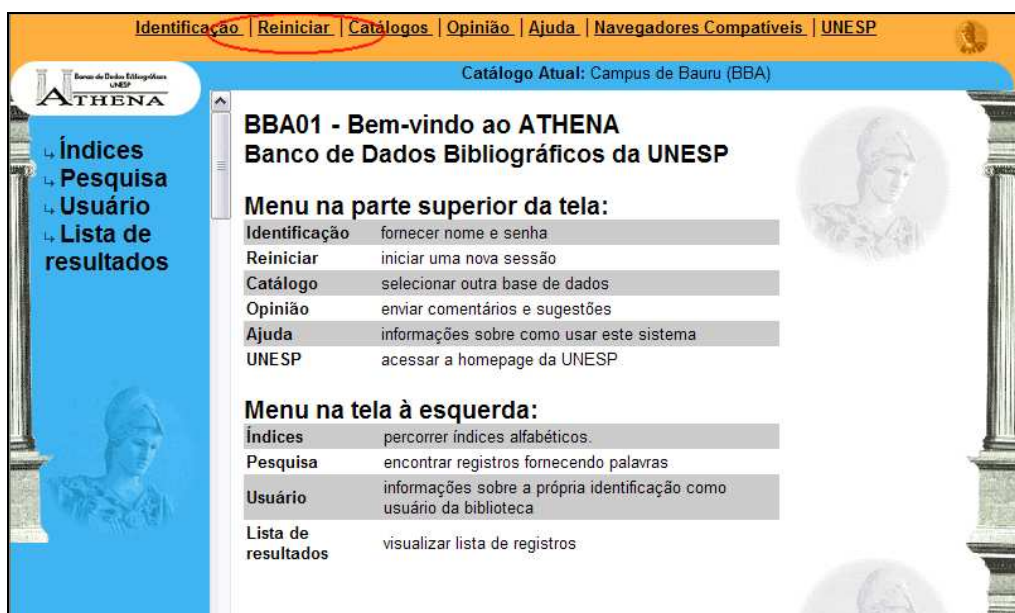 Identificação | Reiniciar | Catálogos | Opinião | Ajuda | Navegadores Compatíveis | UNESP
Catálogo Atual: Campus de Bauru (BBA)
Banco de Dados Bibliográficos
UNESP
ATHENA
Índices
Pesquisa
Usuário
Lista de
resultados
BBA01 - Bem-vindo ao ATHENA
Banco de Dados Bibliográficos da UNESP
Menu na parte superior da tela:
Identificação fornecer nome e senha
Reiniciar iniciar uma nova sessão
Catálogo selecionar outra base de dados
Opinião enviar comentários e sugestões
Ajuda informações sobre como usar este sistema
UNESP acessar a homepage da UNESP
Menu na tela à esquerda:
Índices percorrer índices alfabéticos.
Pesquisa encontrar registros fornecendo palavras
Usuário informações sobre a própria identificação como
usuário da biblioteca
Lista de
resultados visualizar lista de registros